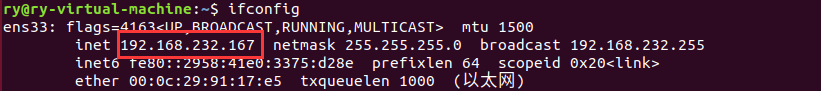 ry@ry-virtual-machine:~$ ifconfig
ens33: flags=4163<UP,BROADCAST,RUNNING,MULTICAST>  mtu 1500
        inet 192.168.232.167  netmask 255.255.255.0  broadcast 192.168.232.255
        inet6 fe80::2958:41e0:3375:d28e  prefixlen 64  scopeid 0x20<link>
        ether 00:0c:29:91:17:e5  txqueuelen 1000  (以太网)